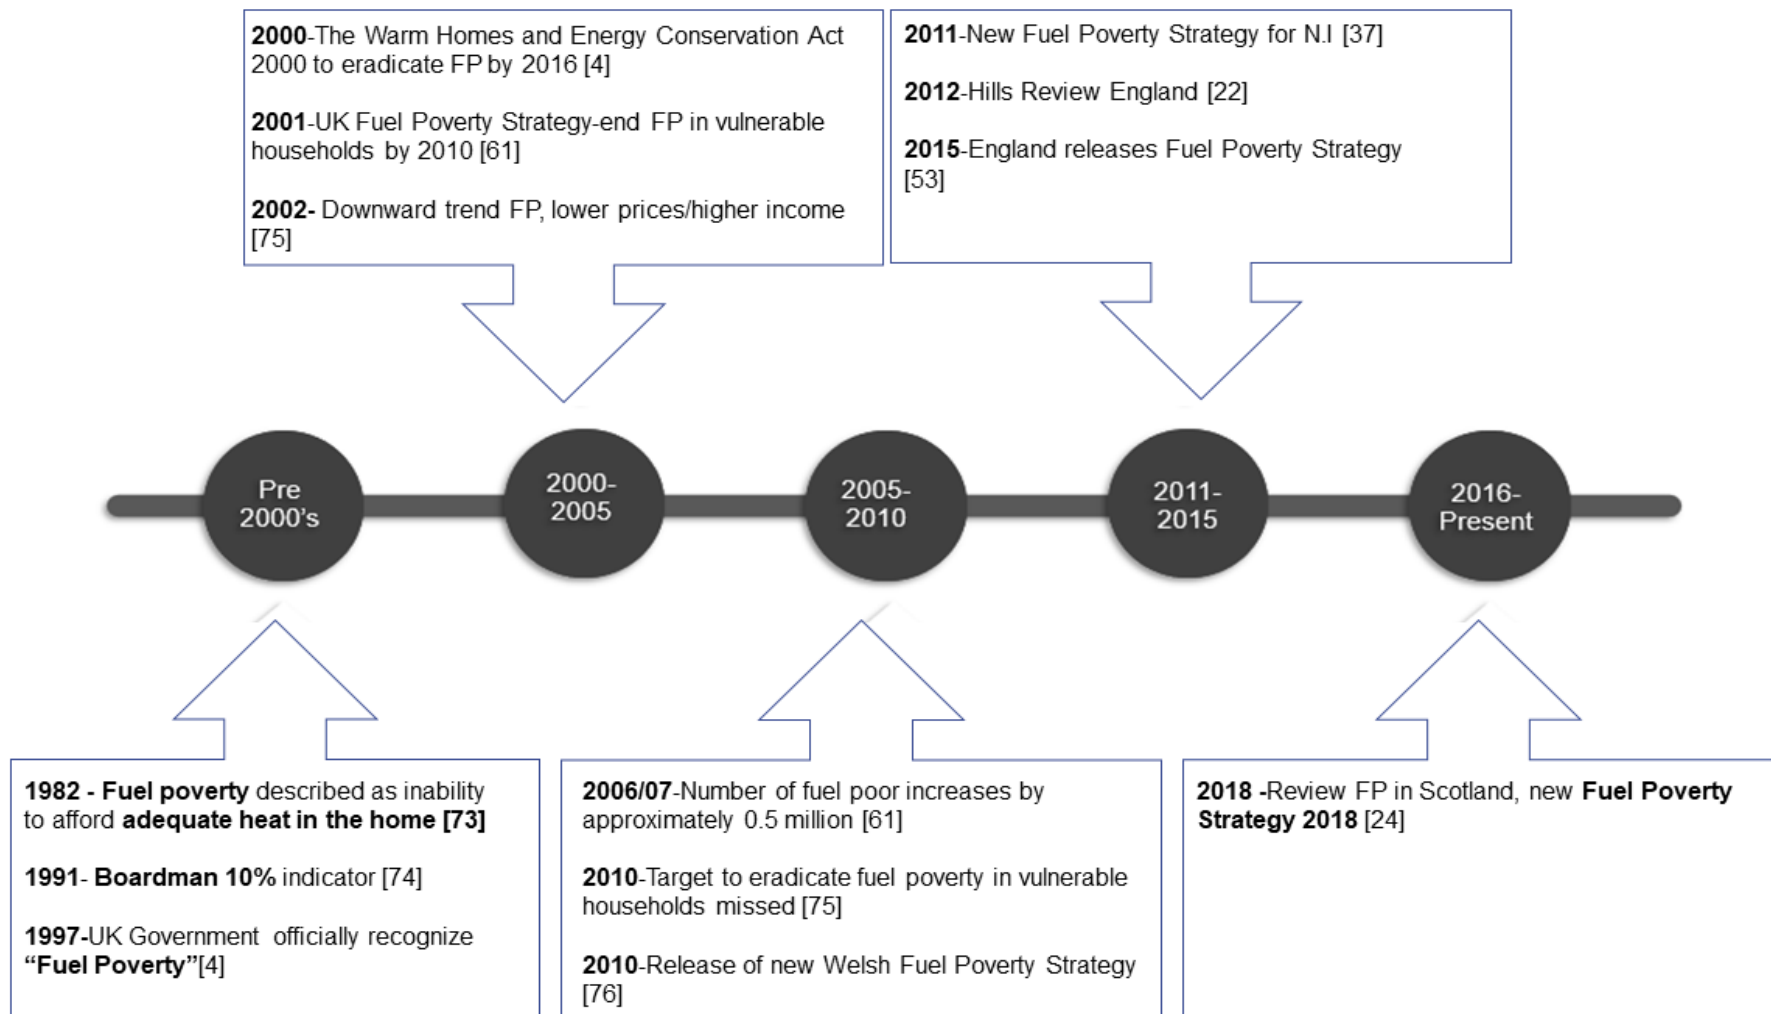 2000-The Warm Homes and Energy Conservation Act
2000 to eradicate FP by 2016 [4]
2001-UK Fuel Poverty Strategy-end FP in vulnerable
households by 2010 [61]
2002- Downward trend FP, lower prices/higher income
[75]
2011-New Fuel Poverty Strategy for N.I [37]
2012-Hills Review England [22]
2015-England releases Fuel Poverty Strategy
[53]
Pre
2000's
2000-
2005
2005-
2010
2011-
2015
2016-
Present
1982 - Fuel poverty described as inability
to afford adequate heat in the home [73]
1991- Boardman 10% indicator [74]
1997-UK Government officially recognize
“Fuel Poverty”[4]
2006/07-Number of fuel poor increases by
approximately 0.5 million [61]
2010-Target to eradicate fuel poverty in vulnerable
households missed [75]
2010-Release of new Welsh Fuel Poverty Strategy
[76]
2018 -Review FP in Scotland, new Fuel Poverty
Strategy 2018 [24]